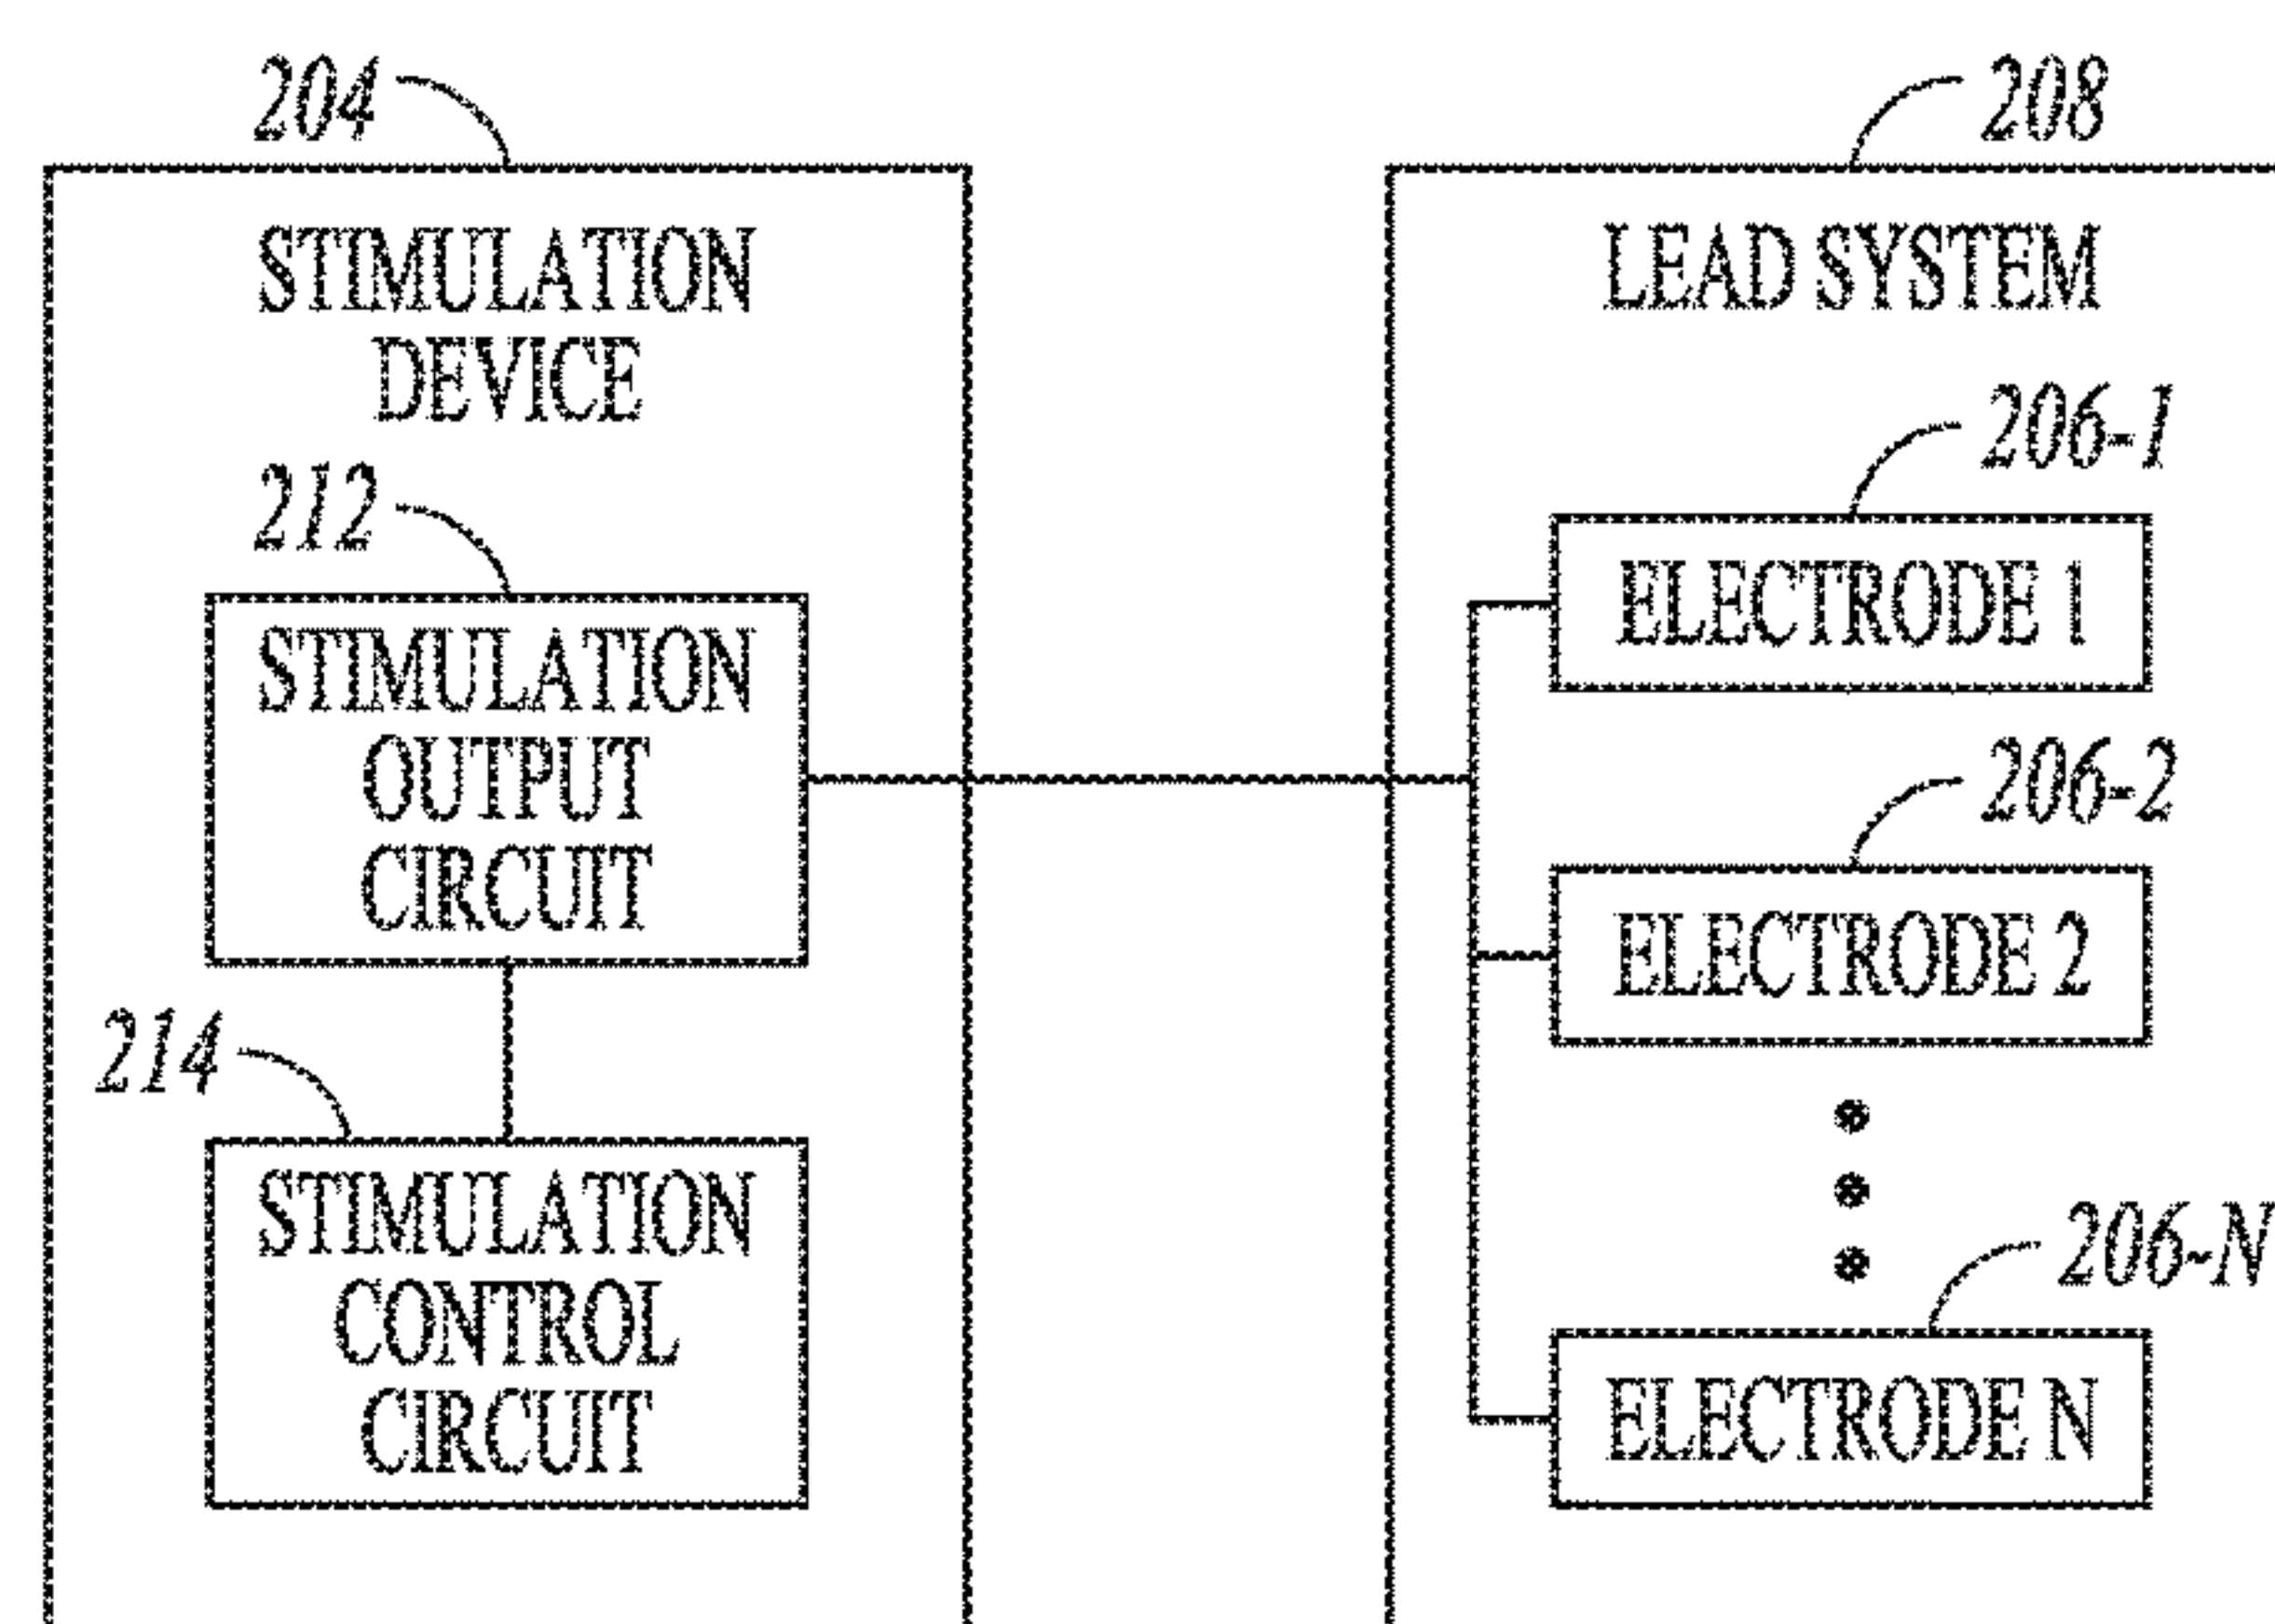 204
STIMULATION
DEVICE
212
STIMULATION
OUTPUT
CIRCUIT
214
STIMULATION
CONTROL
CIRCUIT
208
LEAD SYSTEM
206-1
ELECTRODE 1
206-2
ELECTRODE 2
206-N
ELECTRODE N